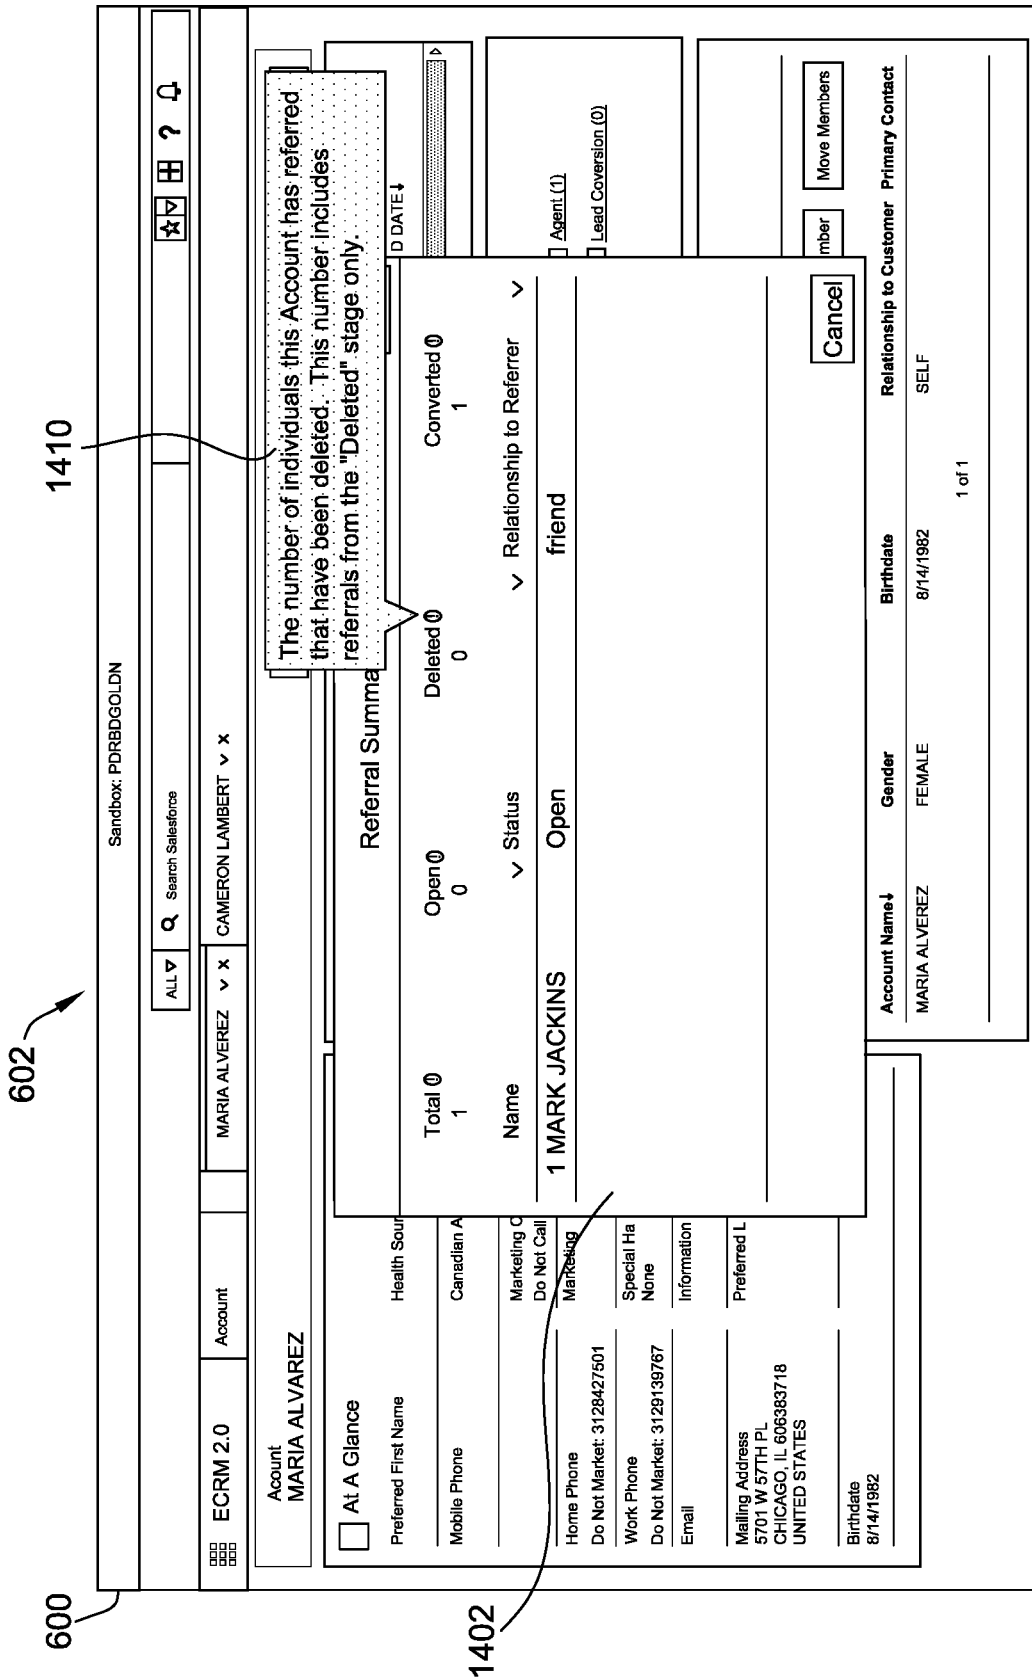 602
600
Sandbox: PDRBDGOLDN
ALL
Search Salesforce
?
ECRM 2.0
Account
MARIA ALVEREZ
CAMERON LAMBERT
Acount
MARIA ALVAREZ
1410
The number of individuals this Account has referred
that have been deleted. This number includes
referrals from the "Deleted" stage only.
D DATE
At A Glance
Preferred First Name
Health Sour
Mobile Phone
Canadian A
Marketing C
Do Not Call
Home Phone
Marketing
Do Not Market: 3128427501
Work Phone
Special Ha
None
Do Not Market: 3129139767
Email
Information
Mailing Address
Preferred L
5701 W 57TH PL
CHICAGO, IL 606383718
UNITED STATES
Birthdate
8/14/1982
1402
Referral Summa
Total Open Deleted Converted
1 0 0 1
Name Status Relationship to Referrer
1 MARK JACKINS Open friend
Cancel
Agent (1)
Lead Coversion (0)
mber
Move Members
Account Name Gender Birthdate Relationship to Customer Primary Contact
MARIA ALVEREZ FEMALE 8/14/1982 SELF
1 of 1